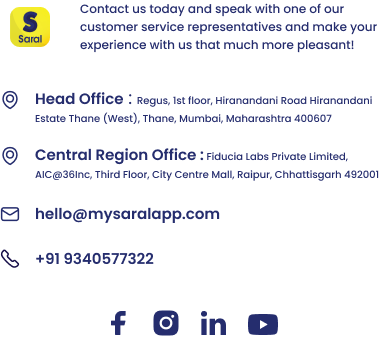 Contact us today and speak with one of our
customer service representatives and make your
experience with us that much more pleasant!
S
Saral
Head Office : Regus, 1st floor, Hiranandani Road Hiranandani
Estate Thane (West), Thane, Mumbai, Maharashtra 400607
Central Region Office : Fiducia Labs Private Limited,
AIC@36Inc, Third Floor, City Centre Mall, Raipur, Chhattisgarh 492001
hello@mysaralapp.com
+91 9340577322